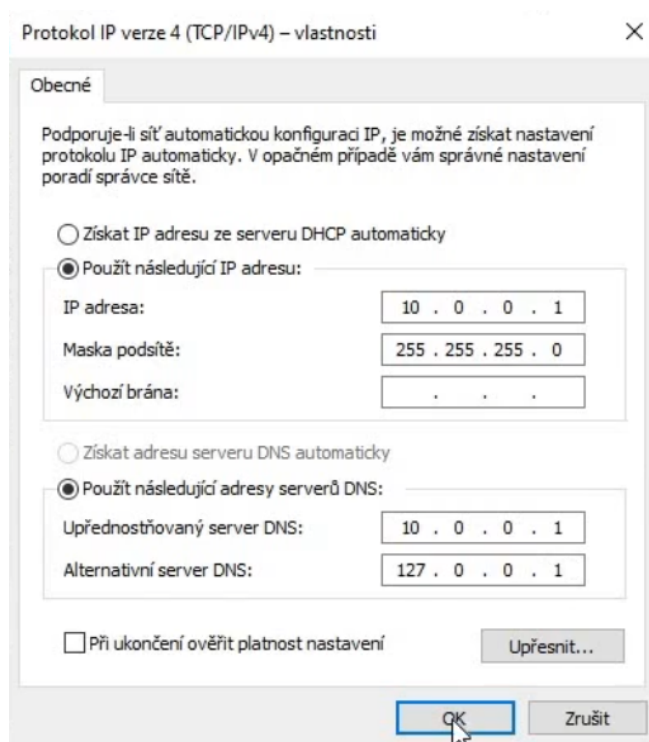 Protokol IP verze 4 (TCP/IPv4) – vlastnosti
Obecné
Podporuje-li síť automatickou konfiguraci IP, je možné získat nastavení
protokolu IP automaticky. V opačném případě vám správné nastavení
poradí správce sítě.
Získat IP adresu ze serveru DHCP automaticky
Použít následující IP adresu:
IP adresa: 10 . 0 . 0 . 1
Maska podsítě: 255 . 255 . 255 . 0
Výchozí brána: . . .
Získat adresu serveru DNS automaticky
Použít následující adresy serverů DNS:
Upřednostňovaný server DNS: 10 . 0 . 0 . 1
Alternativní server DNS: 127 . 0 . 0 . 1
Při ukončení ověřit platnost nastavení Upřesnit...
OK Zrušit